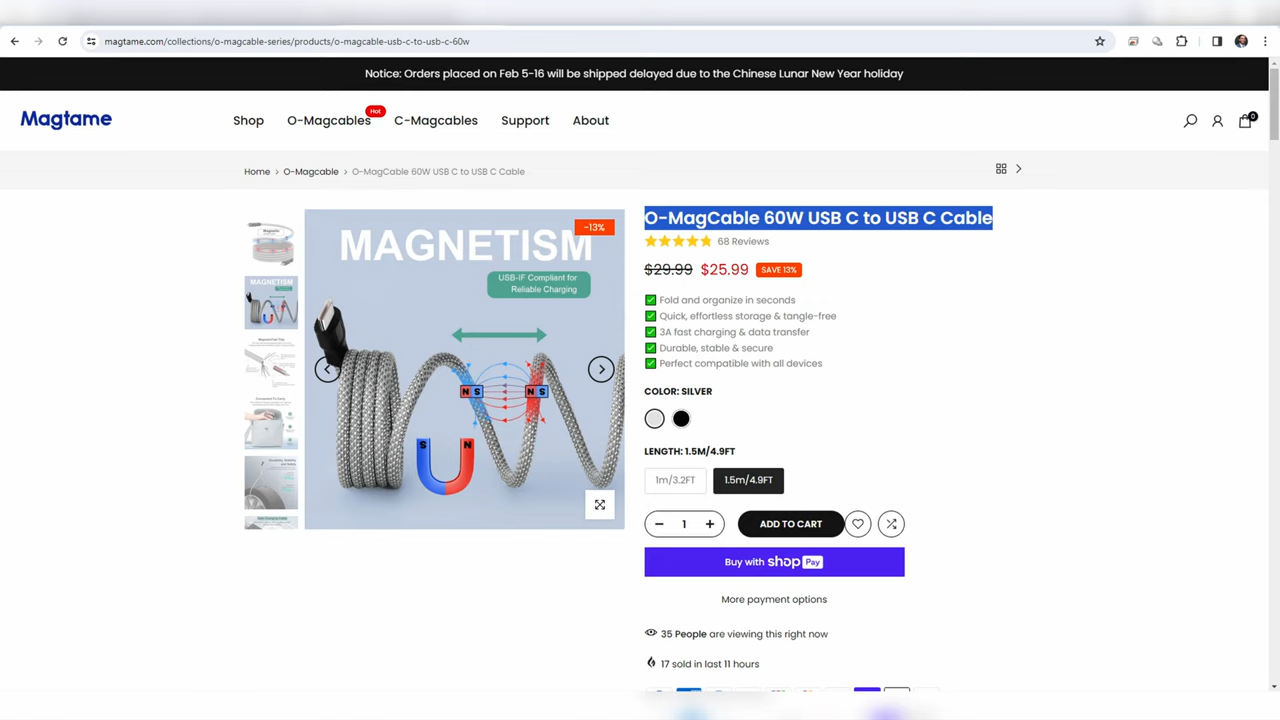 magtame.com/collections/o-magcable-series/products/o-magcable-usb-c-to-usb-c-60w
Notice: Orders placed on Feb 5-16 will be shipped delayed due to the Chinese Lunar New Year holiday
Magtame
Shop
O-Magcables
Hot
C-Magcables
Support
About
0
Home > O-Magcable > O-MagCable 60W USB C to USB C Cable
MAGNETISM
-13%
USB-IF Compliant for
Reliable Charging
N S
N S
S
N
MAGNETISM
O-MagCable 60W USB C to USB C Cable
68 Reviews
$29.99 $25.99 SAVE 13%
Fold and organize in seconds
Quick, effortless storage & tangle-free
3A fast charging & data transfer
Durable, stable & secure
Perfect compatible with all devices
COLOR: SILVER
LENGTH: 1.5M/4.9FT
1m/3.2FT
1.5m/4.9FT
− 1 +
ADD TO CART
Buy with shop Pay
More payment options
35 People are viewing this right now
17 sold in last 11 hours